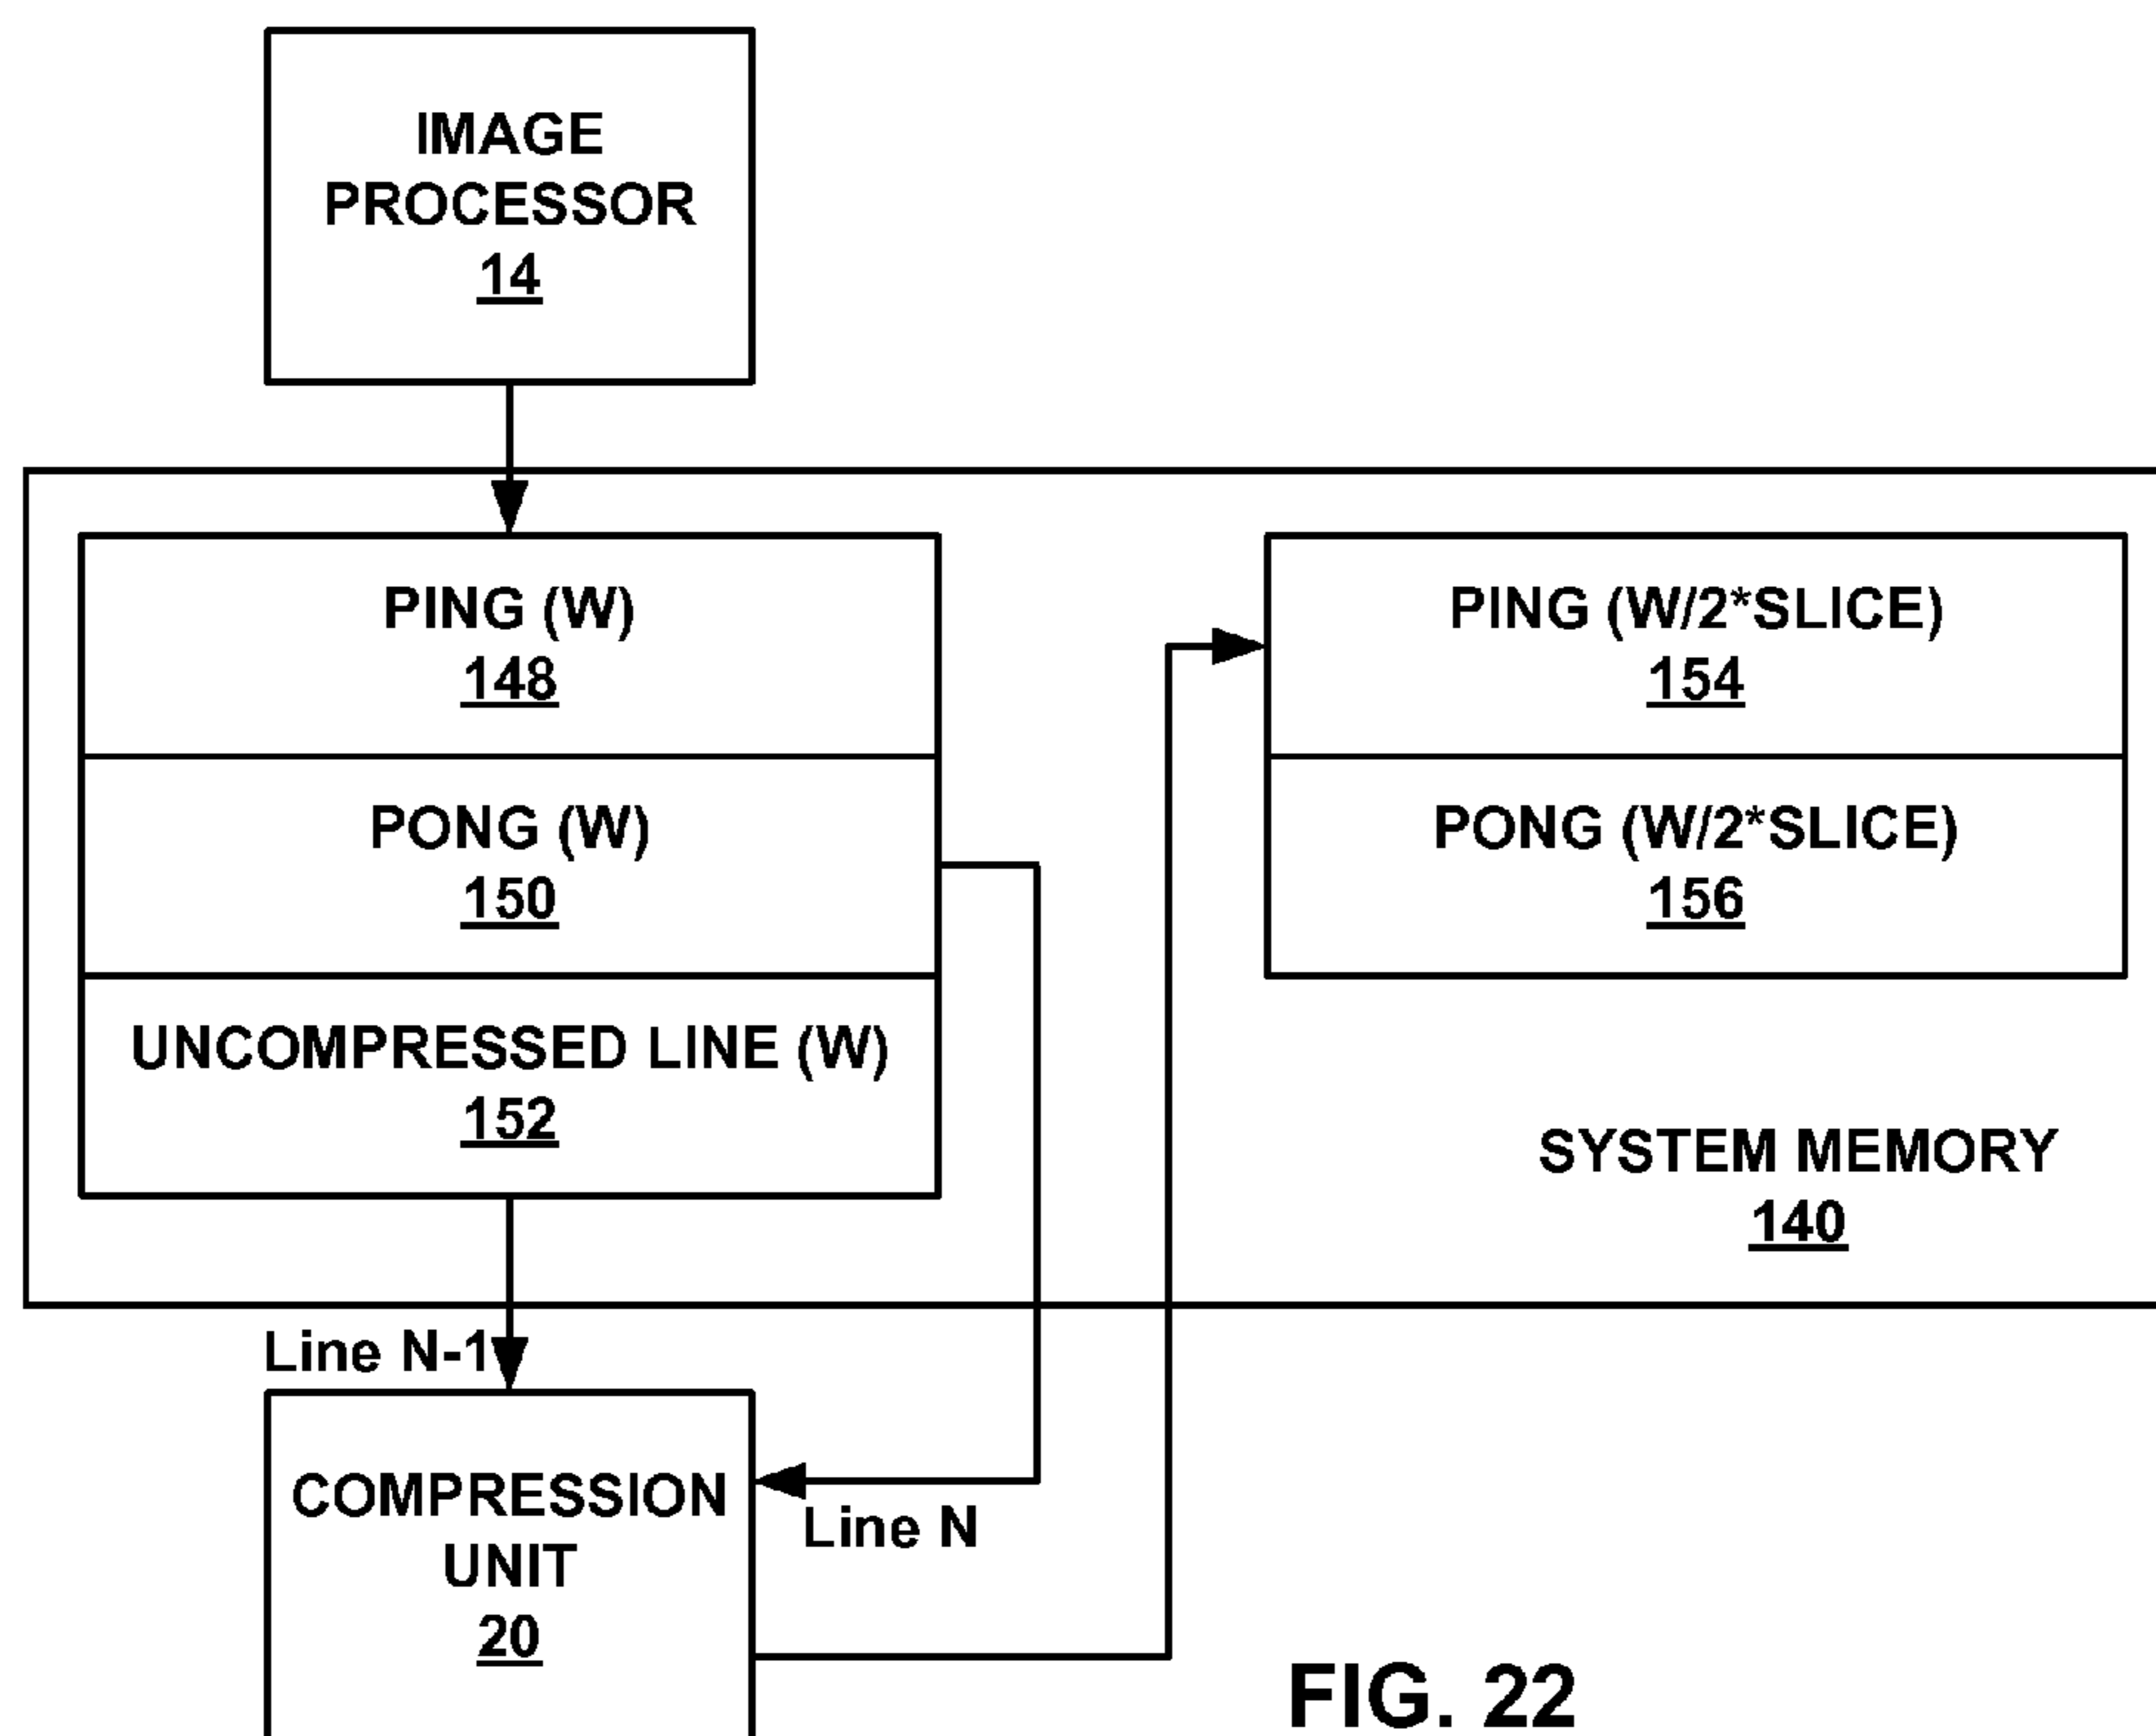 IMAGE
PROCESSOR
14
PING (W)
148
PONG (W)
150
UNCOMPRESSED LINE (W)
152
PING (W/2*SLICE)
154
PONG (W/2*SLICE)
156
SYSTEM MEMORY
140
Line N-1
COMPRESSION
UNIT
20
Line N
FIG. 22